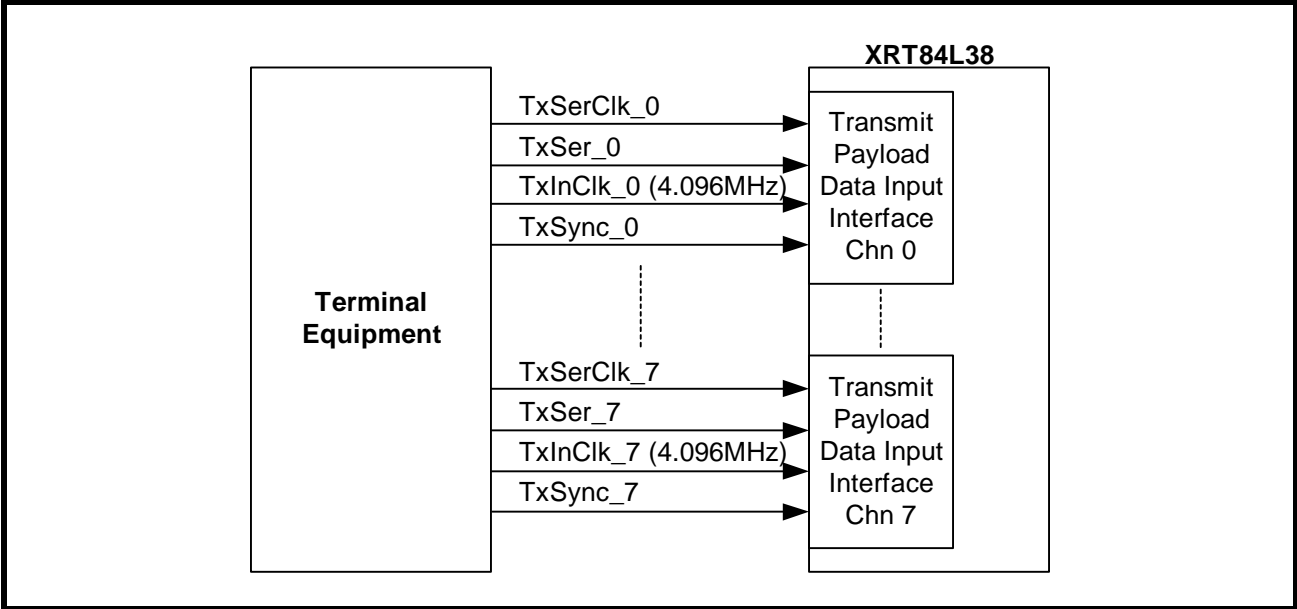 XRT84L38
TxSerClk_0
TxSer_0
TxInClk_0 (4.096MHz)
TxSync_0
Transmit
Payload
Data Input
Interface
Chn 0
Terminal
Equipment
TxSerClk_7
TxSer_7
TxInClk_7 (4.096MHz)
TxSync_7
Transmit
Payload
Data Input
Interface
Chn 7